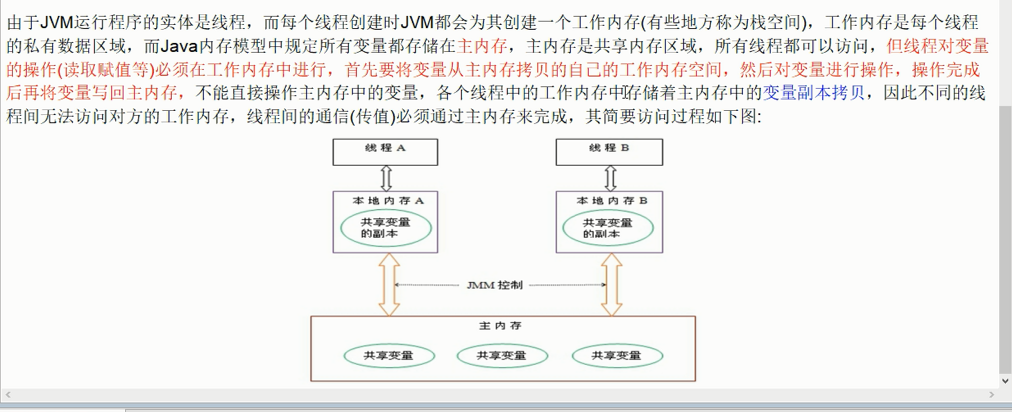 由于JVM运行程序的实体是线程，而每个线程创建时JVM都会为其创建一个工作内存(有些地方称为栈空间)，工作内存是每个线程
的私有数据区域，而Java内存模型中规定所有变量都存储在主内存，主内存是共享内存区域，所有线程都可以访问，但线程对变量
的操作(读取赋值等)必须在工作内存中进行，首先要将变量从主内存拷贝的自己的工作内存空间，然后对变量进行操作，操作完成
后再将变量写回主内存，不能直接操作主内存中的变量，各个线程中的工作内存中存储着主内存中的变量副本拷贝，因此不同的线
程间无法访问对方的工作内存，线程间的通信(传值)必须通过主内存来完成，其简要访问过程如下图:
线程 A
线程 B
本地内存 A
本地内存 B
共享变量
的副本
共享变量
的副本
JMM 控制
主内存
共享变量
共享变量
共享变量